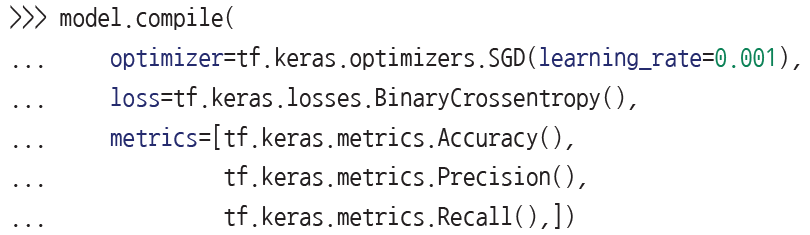 >>> model.compile(
...     optimizer=tf.keras.optimizers.SGD(learning_rate=0.001),
...     loss=tf.keras.losses.BinaryCrossentropy(),
...     metrics=[tf.keras.metrics.Accuracy(),
...              tf.keras.metrics.Precision(),
...              tf.keras.metrics.Recall(),])